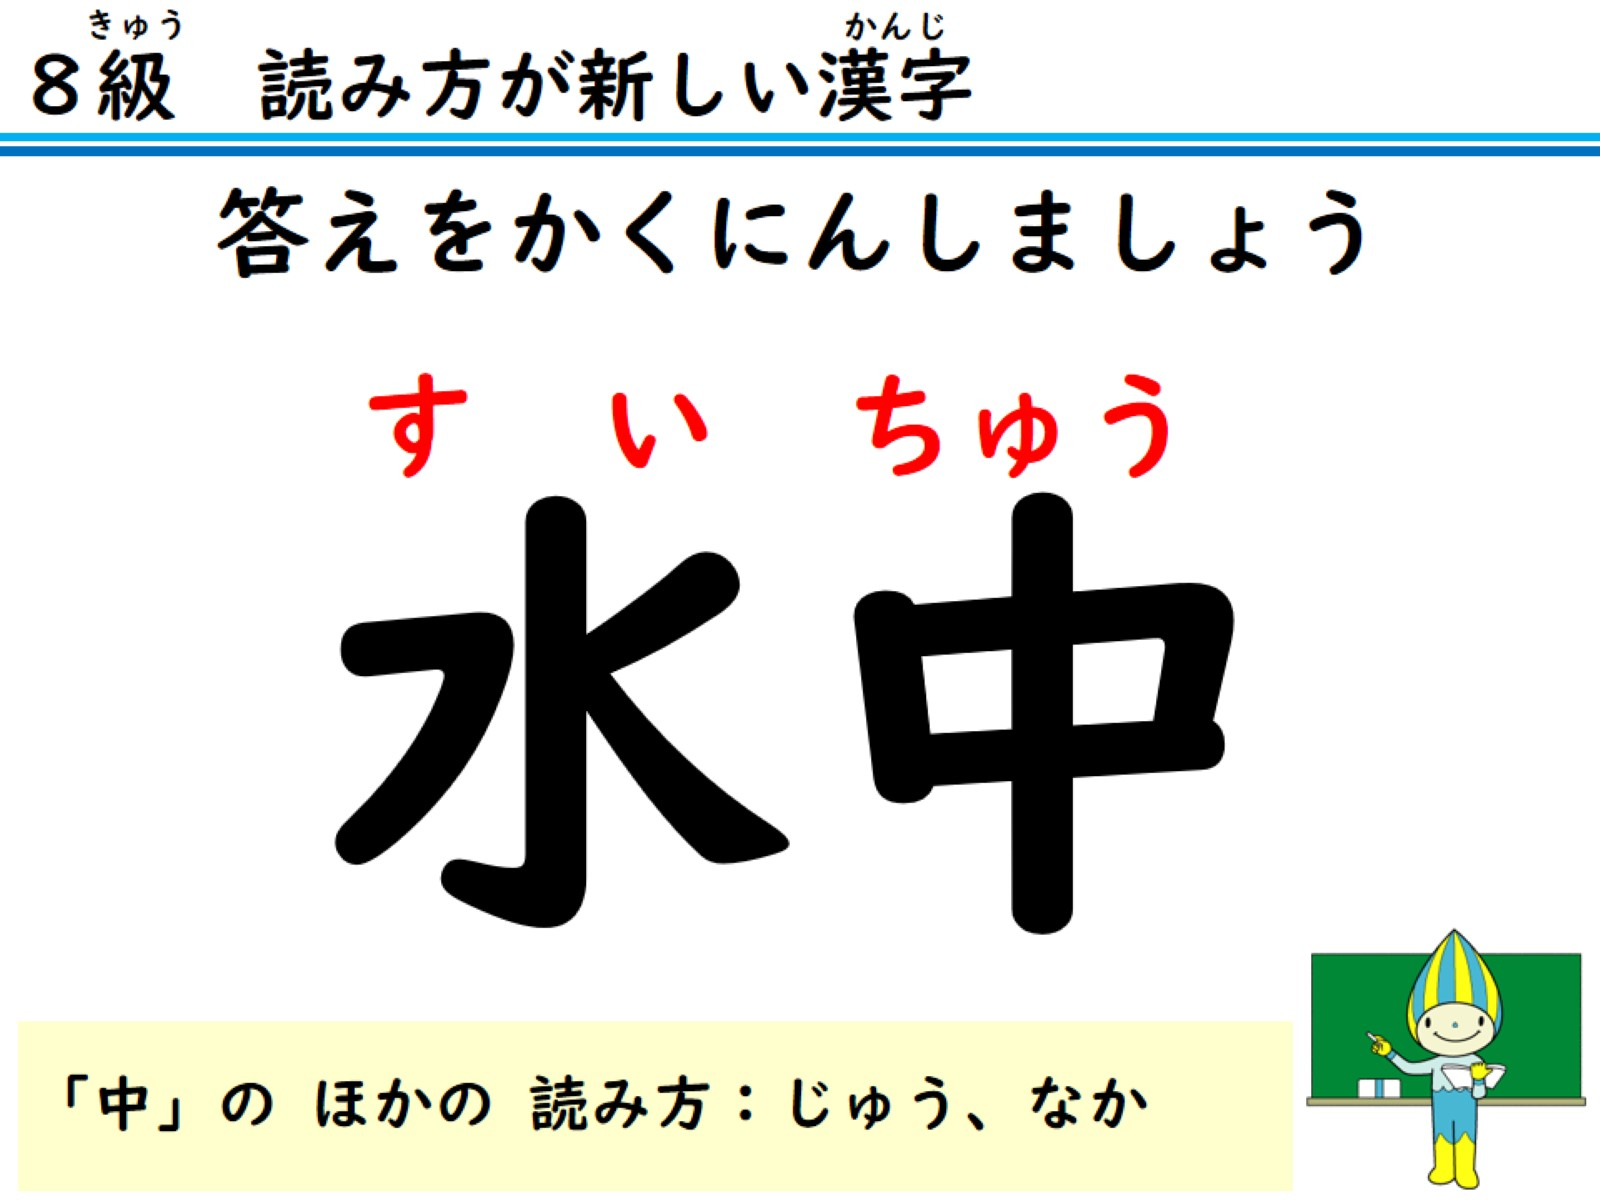 きゅう かんじ
８級 読み方が新しい漢字
答えをかくにんしましょう
すい ちゅう
水中
「中」の ほかの 読み方：じゅう、なか